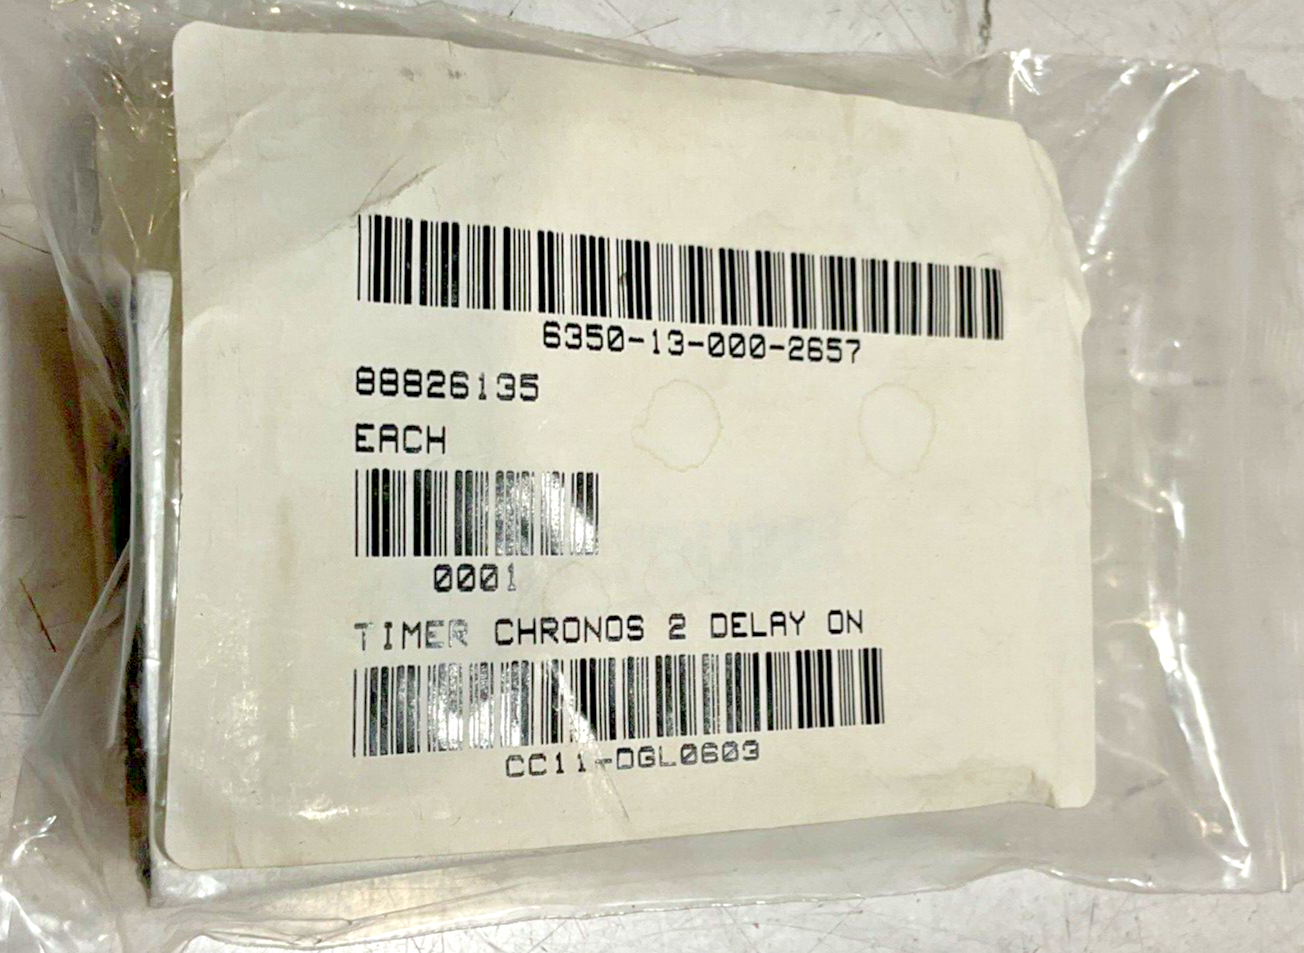 6350-13-000-2657
88826135
EACH
0001
TIMER CHRONOS 2 DELAY ON
CC11-DGL0603